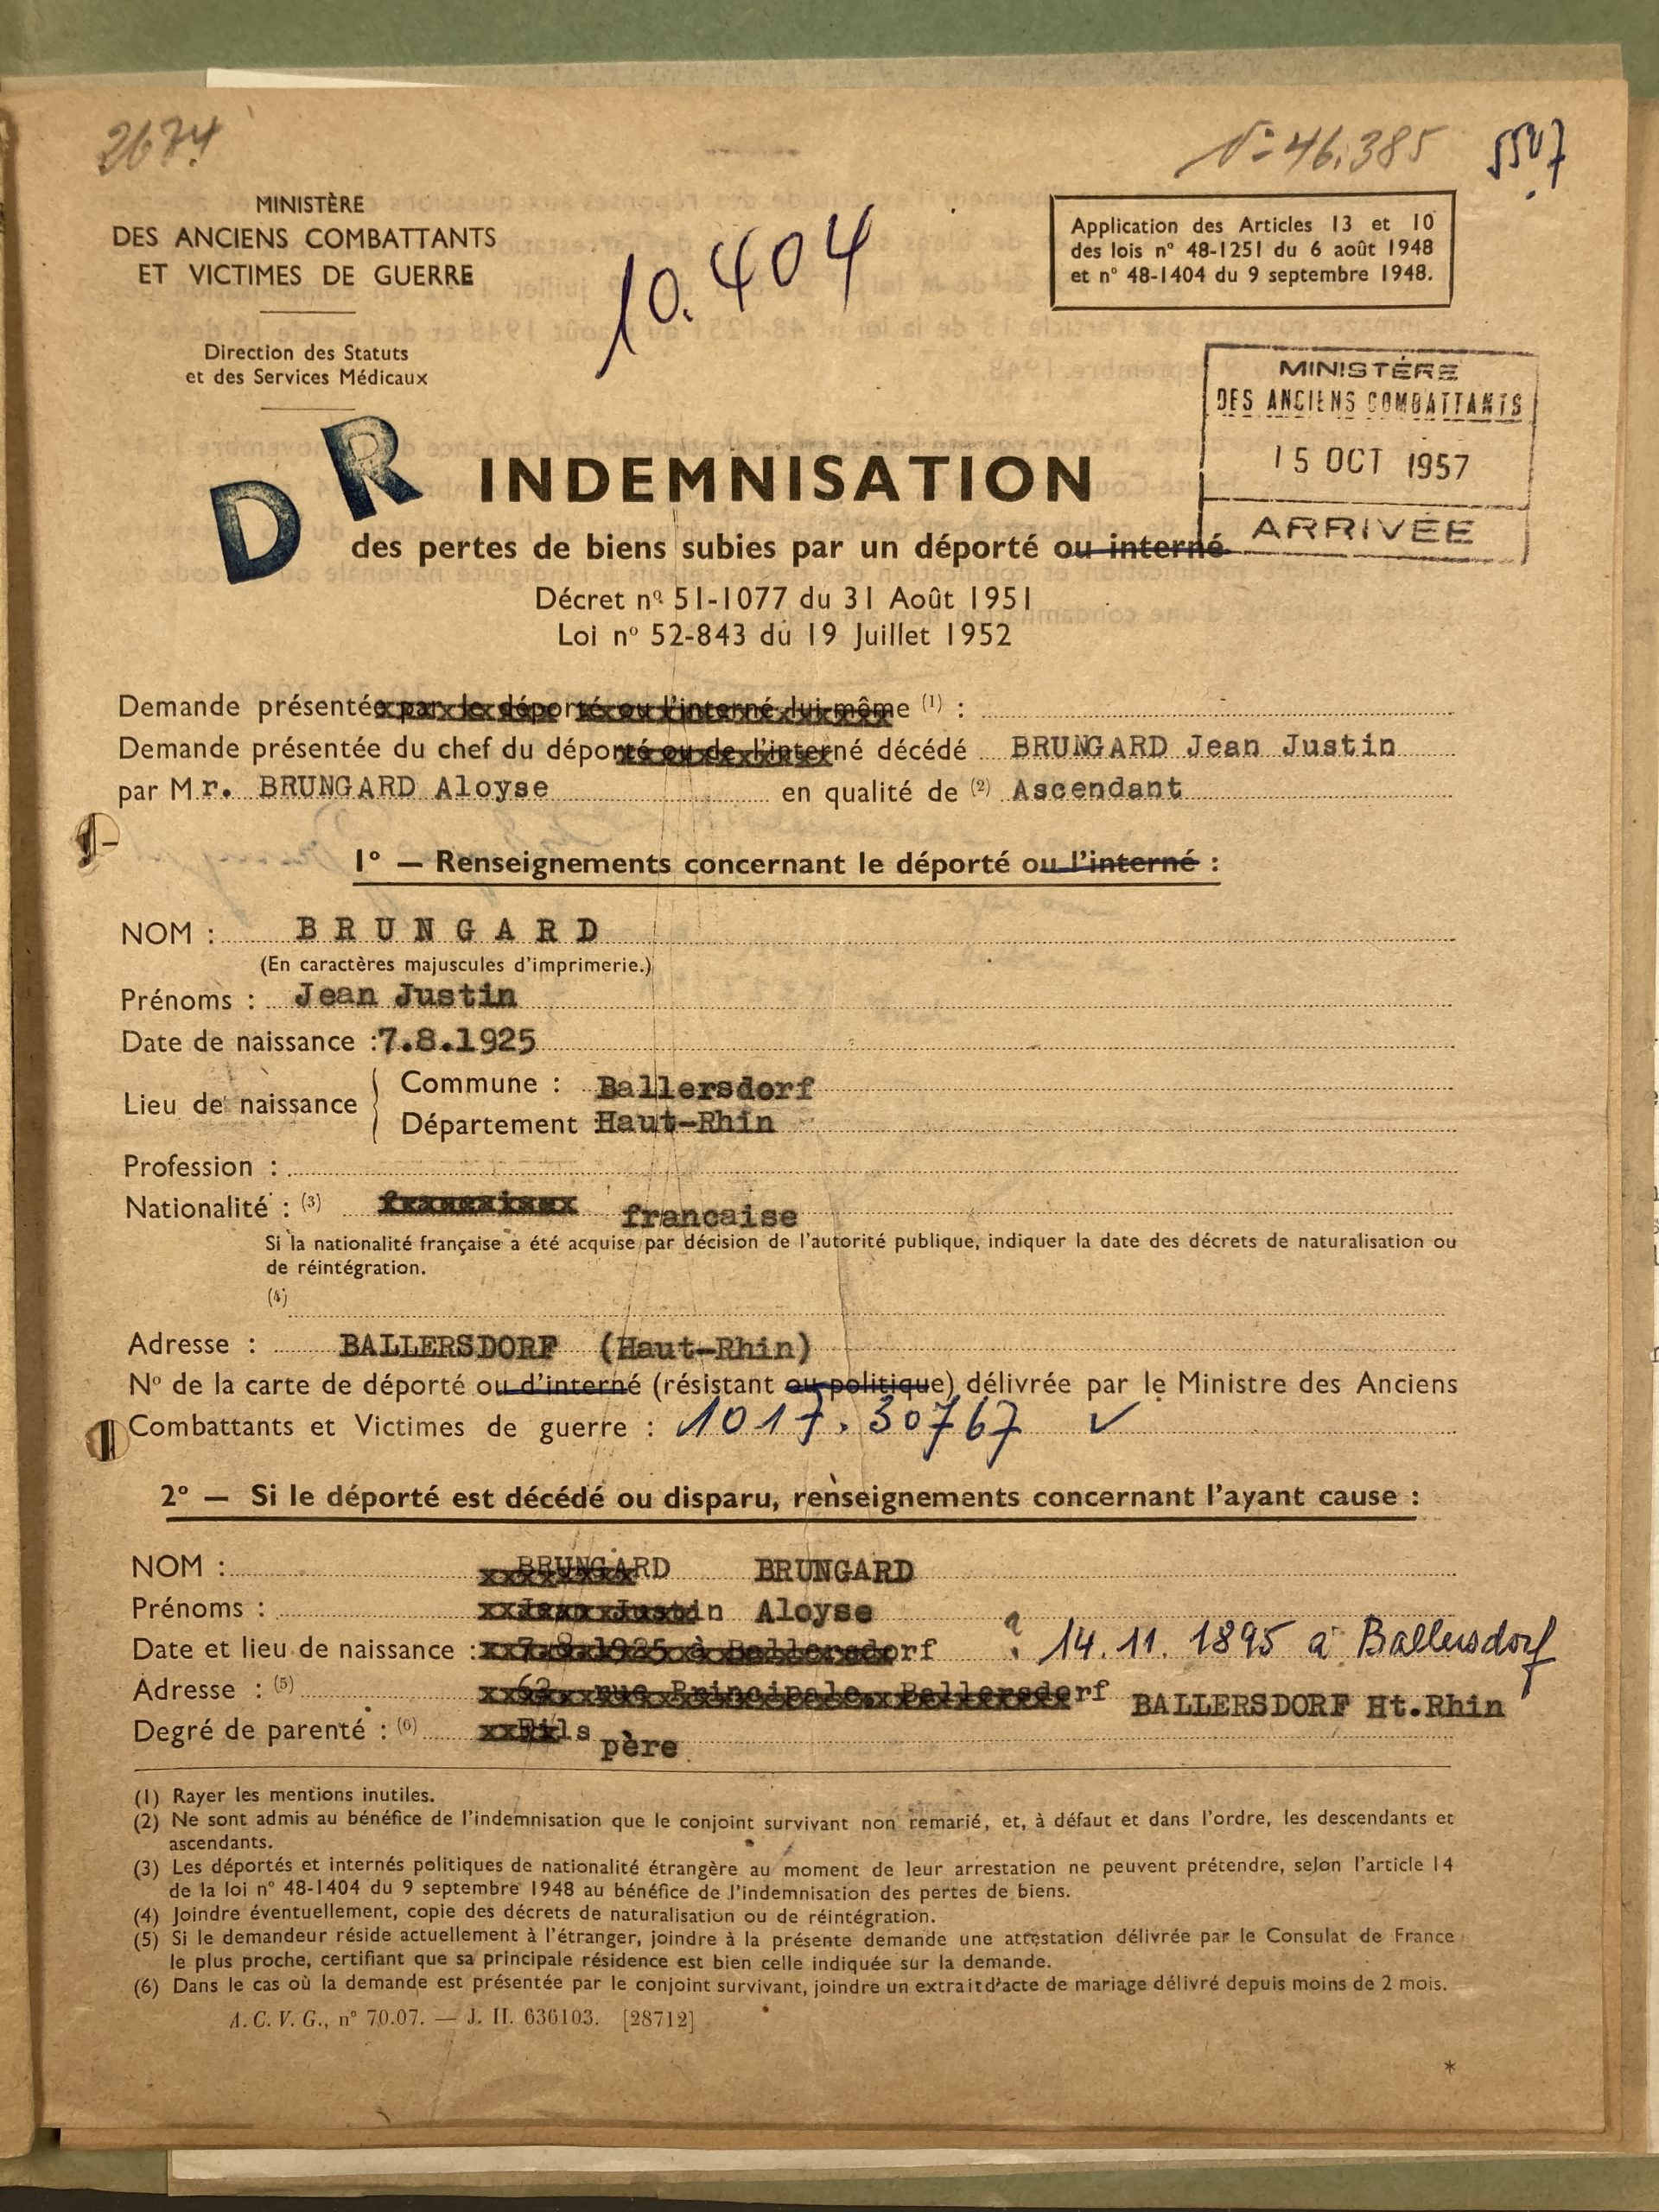 2674
N° 46.385
5507
MINISTÈRE
DES ANCIENS COMBATTANTS
ET VICTIMES DE GUERRE
Direction des Statuts
et des Services Médicaux
10.404
Application des Articles 13 et 10
des lois n° 48-1251 du 6 août 1948
et n° 48-1404 du 9 septembre 1948.
MINISTÈRE
DES ANCIENS COMBATTANTS
15 OCT 1957
ARRIVÉE
D R
INDEMNISATION
des pertes de biens subies par un déporté ou interné
Décret n° 51-1077 du 31 Août 1951
Loi n° 52-843 du 19 Juillet 1952
Demande présentée par le déporté ou l'interné lui-même (1) :
Demande présentée du chef du déporté ou de l'interné décédé BRUNGARD Jean Justin
par Mr. BRUNGARD Aloyse en qualité de (2) Ascendant
1° — Renseignements concernant le déporté ou l'interné :
NOM : BRUNGARD
(En caractères majuscules d'imprimerie.)
Prénoms : Jean Justin
Date de naissance : 7.8.1925
Lieu de naissance
Commune : Ballersdorf
Département Haut-Rhin
Profession :
Nationalité : (3) francaise
Si la nationalité française a été acquise par décision de l'autorité publique, indiquer la date des décrets de naturalisation ou
de réintégration.
(4)
Adresse : BALLERSDORF (Haut-Rhin)
N° de la carte de déporté ou d'interné (résistant ou politique) délivrée par le Ministre des Anciens
Combattants et Victimes de guerre : 1017.30767 ✓
2° — Si le déporté est décédé ou disparu, renseignements concernant l'ayant cause :
NOM : BRUNGARD BRUNGARD
Prénoms : Jean Justin Aloyse
Date et lieu de naissance : 7.8.1925 à Ballersdorf ? 14.11.1895 à Ballersdorf
Adresse : (5) 62, rue Principale, Ballersdorf BALLERSDORF Ht.Rhin
Degré de parenté : (6) Fils père
(1) Rayer les mentions inutiles.
(2) Ne sont admis au bénéfice de l'indemnisation que le conjoint survivant non remarié, et, à défaut et dans l'ordre, les descendants et
ascendants.
(3) Les déportés et internés politiques de nationalité étrangère au moment de leur arrestation ne peuvent prétendre, selon l'article 14
de la loi n° 48-1404 du 9 septembre 1948 au bénéfice de l'indemnisation des pertes de biens.
(4) Joindre éventuellement, copie des décrets de naturalisation ou de réintégration.
(5) Si le demandeur réside actuellement à l'étranger, joindre à la présente demande une attestation délivrée par le Consulat de France
le plus proche, certifiant que sa principale résidence est bien celle indiquée sur la demande.
(6) Dans le cas où la demande est présentée par le conjoint survivant, joindre un extrait d'acte de mariage délivré depuis moins de 2 mois.
A. C. V. G., n° 70.07. — J. H. 636103. [28712]
*